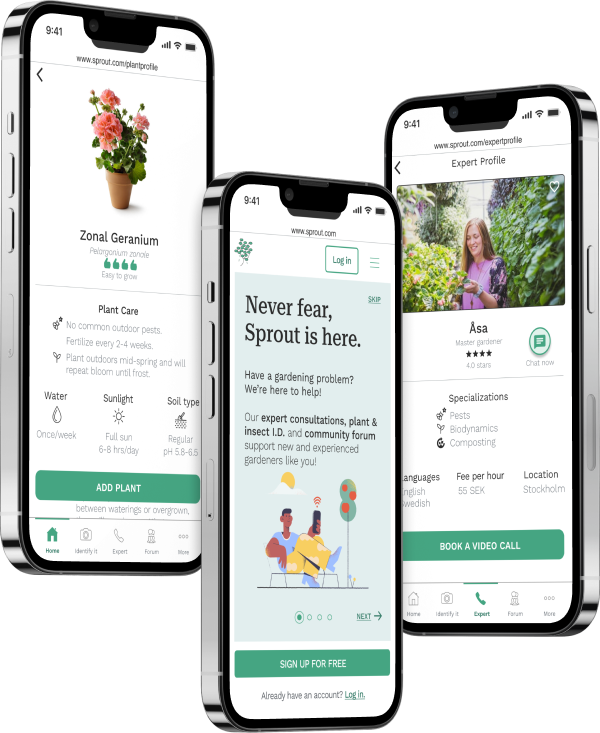 9:41
www.sprout.com/plantprofile
Zonal Geranium
Pelargonium zonale
Easy to grow
Plant Care
No common outdoor pests.
Fertilize every 2-4 weeks.
Plant outdoors mid-spring and will
repeat bloom until frost.
Water
Sunlight
Soil type
Once/week
Full sun
6-8 hrs/day
Regular
pH 5.8-6.5
ADD PLANT
between waterings or overgrown,
Home
Identify it
Expert
Forum
More
9:41
www.sprout.com
Log in
SKIP
Never fear,
Sprout is here.
Have a gardening problem?
We're here to help!
Our expert consultations, plant &
insect I.D. and community forum
support new and experienced
gardeners like you!
NEXT
SIGN UP FOR FREE
Already have an account? Log in.
9:41
www.sprout.com/expertprofile
Expert Profile
Åsa
Master gardener
4.0 stars
Chat now
Specializations
Pests
Biodynamics
Composting
anguages
nglish
wedish
Fee per hour
55 SEK
Location
Stockholm
BOOK A VIDEO CALL
Home
Identify it
Expert
Forum
More